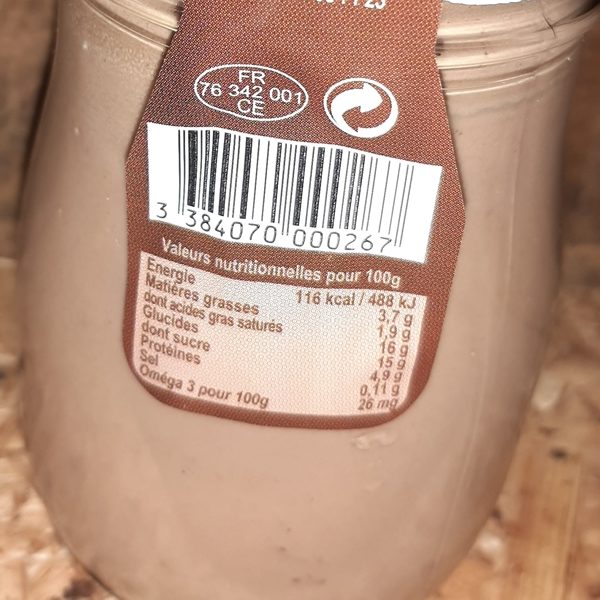 FR
76 342 001
CE
3 384070 000267
Valeurs nutritionnelles pour 100g
Energie 116 kcal / 488 kJ
Matières grasses 3,7 g
dont acides gras saturés 1,9 g
Glucides 16 g
dont sucre 15 g
Protéines 4,9 g
Sel 0,11 g
Oméga 3 pour 100g 26 mg